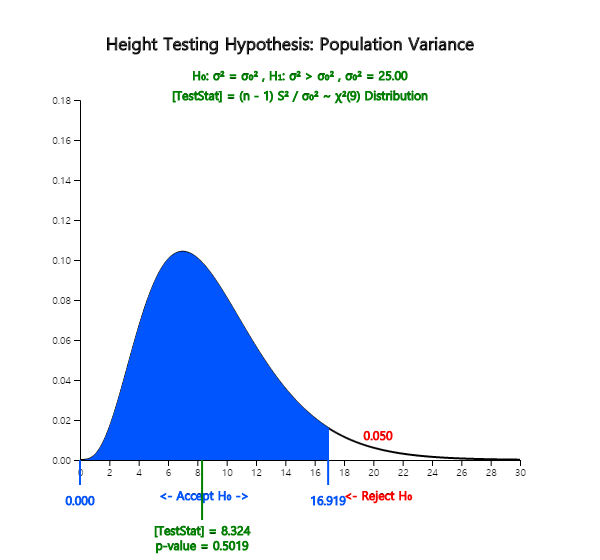 Height Testing Hypothesis: Population Variance
H₀: σ² = σ₀² , H₁: σ² > σ₀² , σ₀² = 25.00
[TestStat] = (n - 1) S² / σ₀² ~ χ²(9) Distribution
0.18
0.16
0.14
0.12
0.10
0.08
0.06
0.04
0.02
0.00
0.050
0 2 4 6 8 10 12 14 16 18 20 22 24 26 28 30
0.000 <- Accept H₀ -> 16.919 <- Reject H₀
[TestStat] = 8.324
p-value = 0.5019